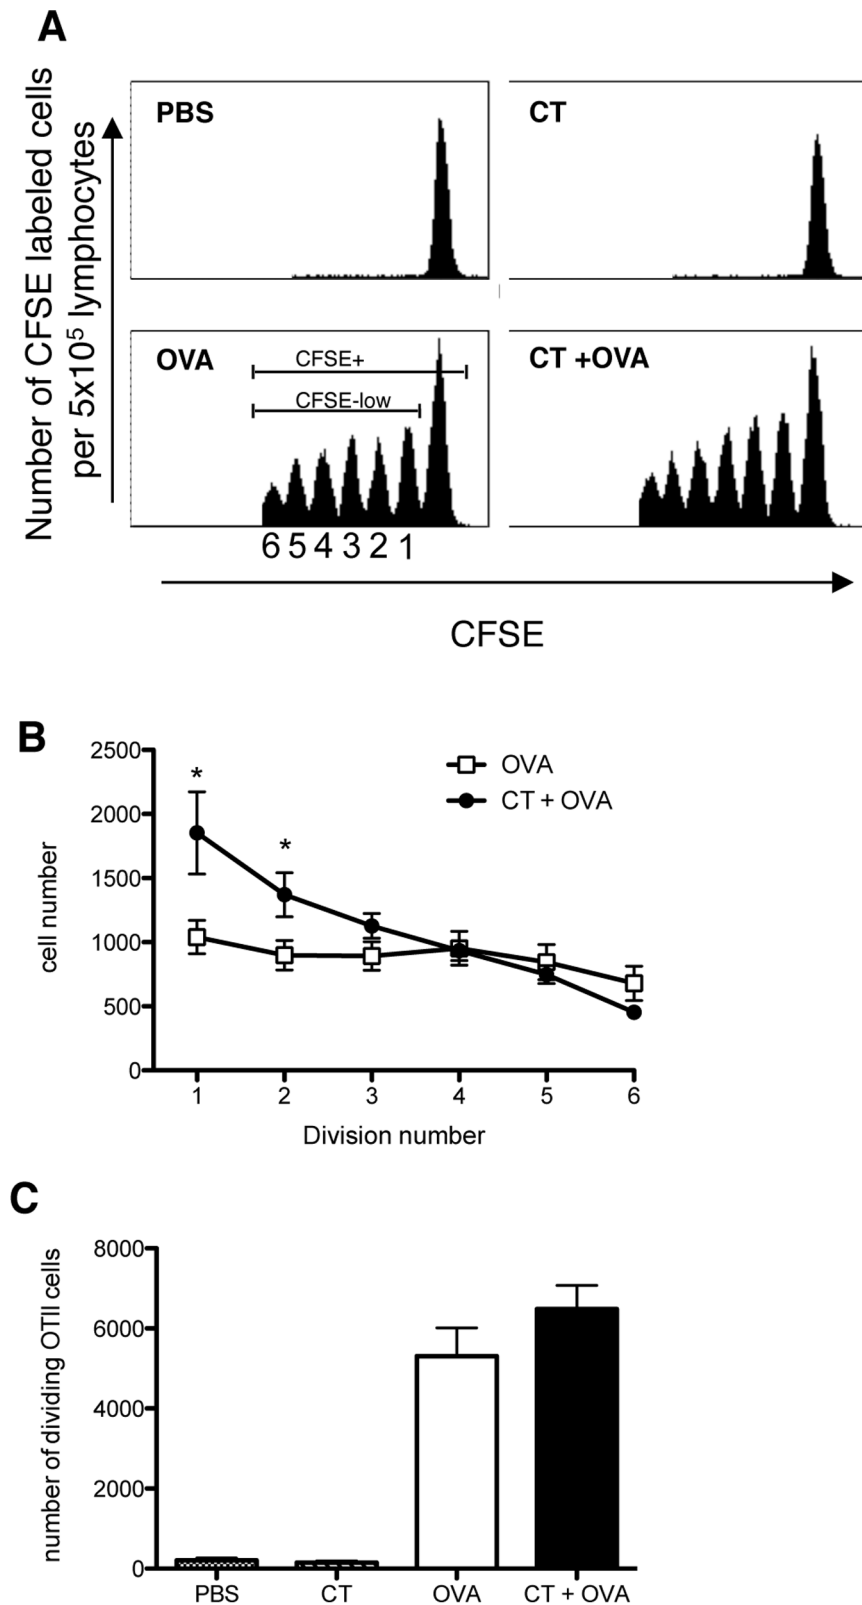 A
Number of CFSE labeled cells
per 5x10⁵ lymphocytes
PBS
CT
OVA
CFSE+
CFSE-low
CT +OVA
6 5 4 3 2 1
CFSE
B
2500
2000
1500
1000
500
0
cell number
*
*
OVA
CT + OVA
1 2 3 4 5 6
Division number
C
number of dividing OTII cells
8000
6000
4000
2000
0
PBS CT OVA CT + OVA